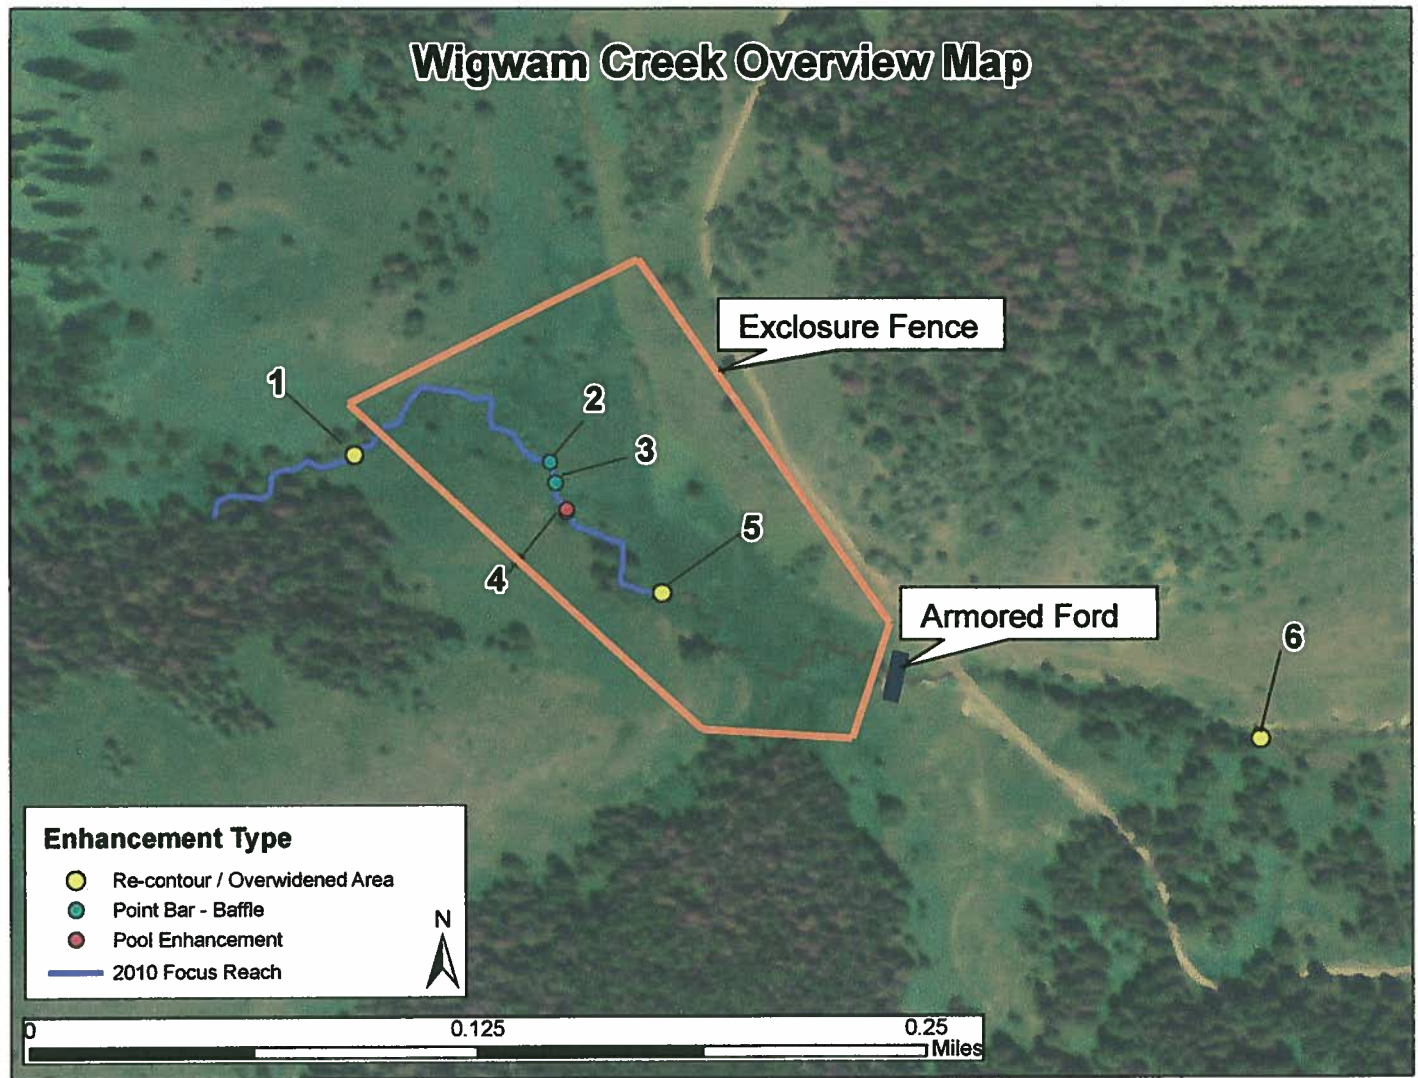 Wigwam Creek Overview Map
Exclosure Fence
1
2
3
5
4
Armored Ford
6
Enhancement Type
Re-contour / Overwidened Area
Point Bar - Baffle
Pool Enhancement
2010 Focus Reach
N
0 0.125 0.25
Miles